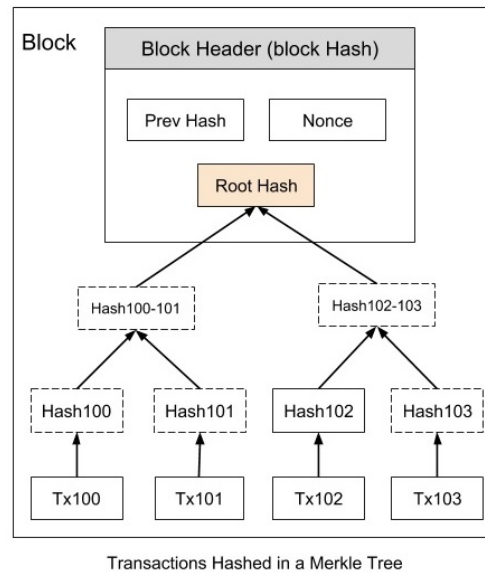 Block
Block Header (block Hash)
Prev Hash
Nonce
Root Hash
Hash100-101
Hash102-103
Hash100
Hash101
Hash102
Hash103
Tx100
Tx101
Tx102
Tx103
Transactions Hashed in a Merkle Tree